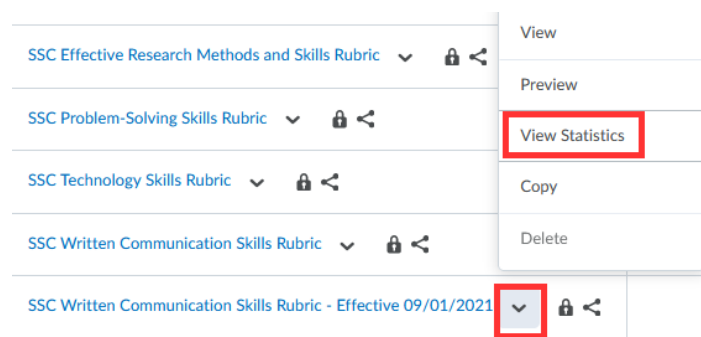 View
SSC Effective Research Methods and Skills Rubric
Preview
SSC Problem-Solving Skills Rubric
View Statistics
SSC Technology Skills Rubric
Copy
SSC Written Communication Skills Rubric
Delete
SSC Written Communication Skills Rubric - Effective 09/01/2021